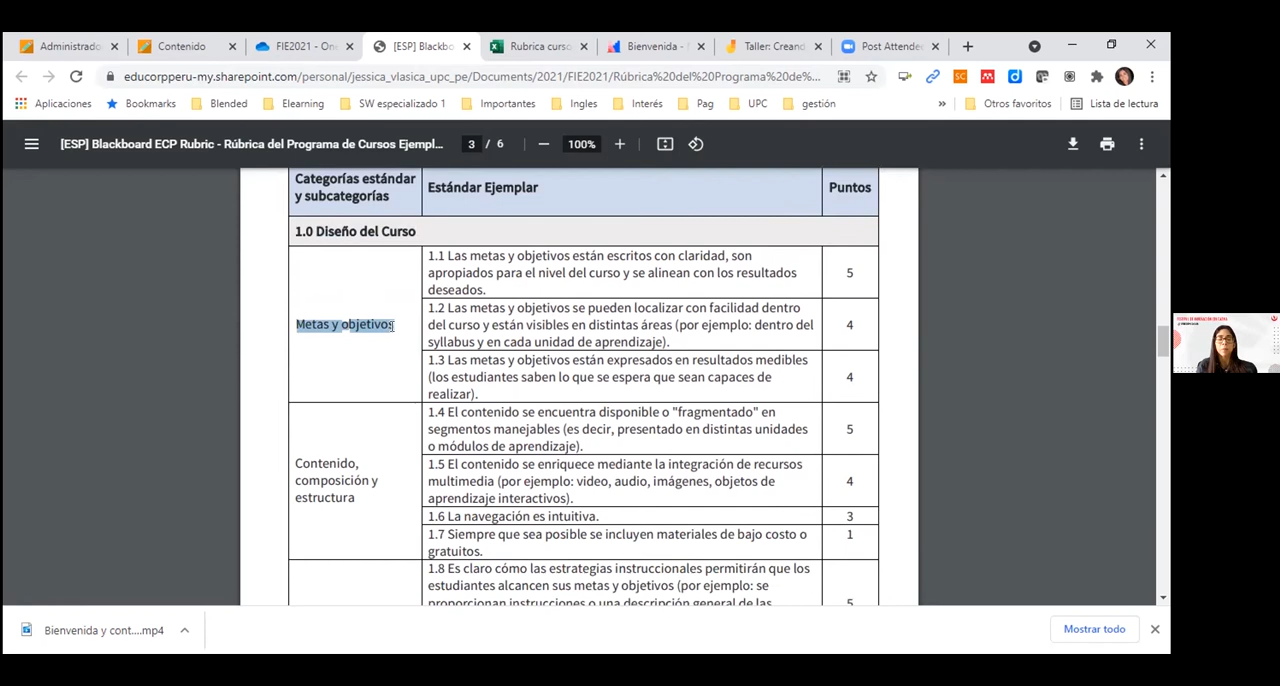 Administrado
Contenido
FIE2021 - On
[ESP] Blackbo
Rubrica curso
Bienvenida -
Taller: Creand
Post Attende
educorpperu-my.sharepoint.com/personal/jessica_vlasica_upc_pe/Documents/2021/FIE2021/Rúbrica%20del%20Programa%20de%...
Aplicaciones
Bookmarks
Blended
Elearning
SW especializado 1
Importantes
Ingles
Interés
Pag
UPC
gestión
»
Otros favoritos
Lista de lectura
[ESP] Blackboard ECP Rubric - Rúbrica del Programa de Cursos Ejempl...
3 / 6
100%
Categorías estándar
y subcategorías
Estándar Ejemplar
Puntos
1.0 Diseño del Curso
Metas y objetivos
1.1 Las metas y objetivos están escritos con claridad, son
apropiados para el nivel del curso y se alinean con los resultados
deseados.
5
1.2 Las metas y objetivos se pueden localizar con facilidad dentro
del curso y están visibles en distintas áreas (por ejemplo: dentro del
syllabus y en cada unidad de aprendizaje).
4
1.3 Las metas y objetivos están expresados en resultados medibles
(los estudiantes saben lo que se espera que sean capaces de
realizar).
4
Contenido,
composición y
estructura
1.4 El contenido se encuentra disponible o "fragmentado" en
segmentos manejables (es decir, presentado en distintas unidades
o módulos de aprendizaje).
5
1.5 El contenido se enriquece mediante la integración de recursos
multimedia (por ejemplo: video, audio, imágenes, objetos de
aprendizaje interactivos).
4
1.6 La navegación es intuitiva.
3
1.7 Siempre que sea posible se incluyen materiales de bajo costo o
gratuitos.
1
1.8 Es claro cómo las estrategias instruccionales permitirán que los
estudiantes alcancen sus metas y objetivos (por ejemplo: se
proporcionan instrucciones o una descripción general de las
5
Bienvenida y cont....mp4
Mostrar todo